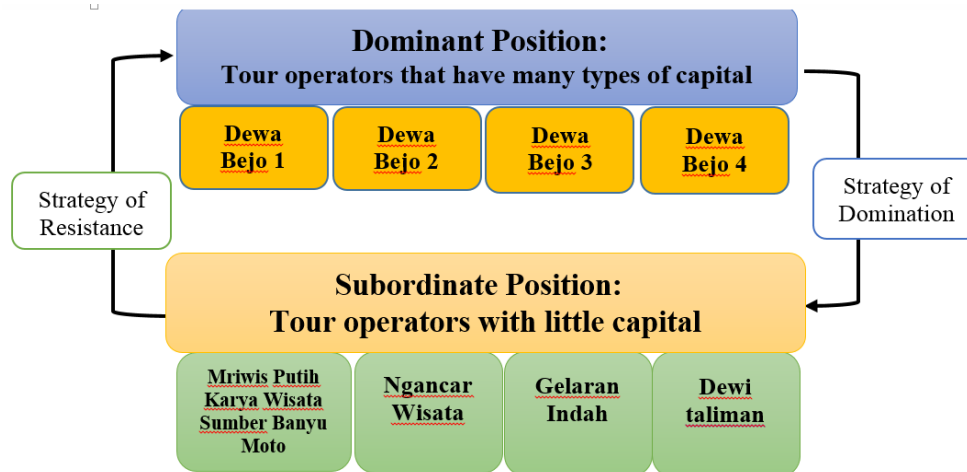 Dominant Position:
Tour operators that have many types of capital
Dewa
Bejo 1
Dewa
Bejo 2
Dewa
Bejo 3
Dewa
Bejo 4
Strategy of
Resistance
Strategy of
Domination
Subordinate Position:
Tour operators with little capital
Mriwis Putih
Karya Wisata
Sumber Banyu
Moto
Ngancar
Wisata
Gelaran
Indah
Dewi
taliman